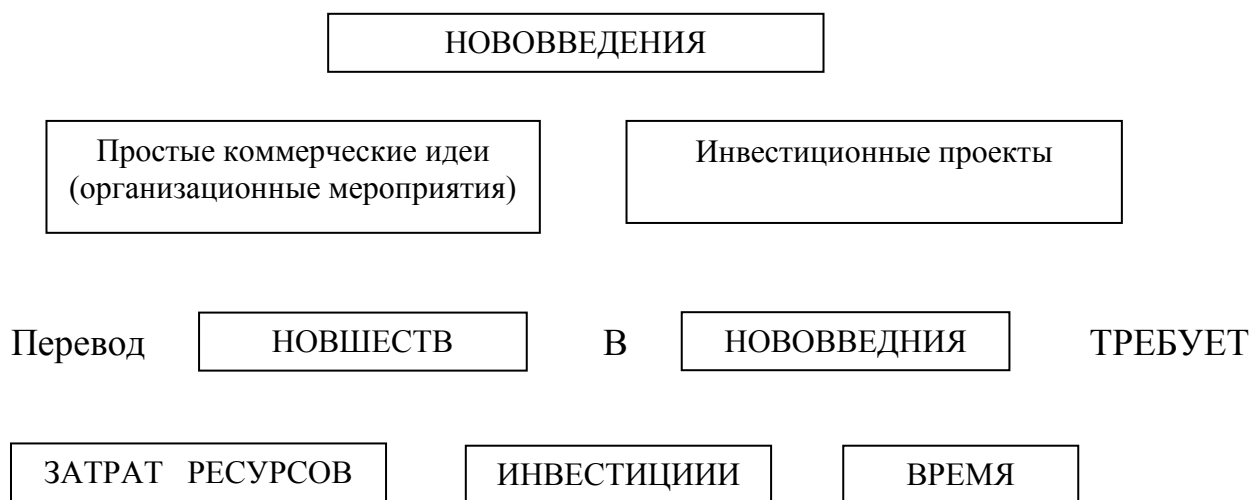 НОВОВВЕДЕНИЯ
Простые коммерческие идеи
(организационные мероприятия)
Инвестиционные проекты
Перевод НОВШЕСТВ В НОВОВВЕДНИЯ ТРЕБУЕТ
ЗАТРАТ РЕСУРСОВ ИНВЕСТИЦИИИ ВРЕМЯ